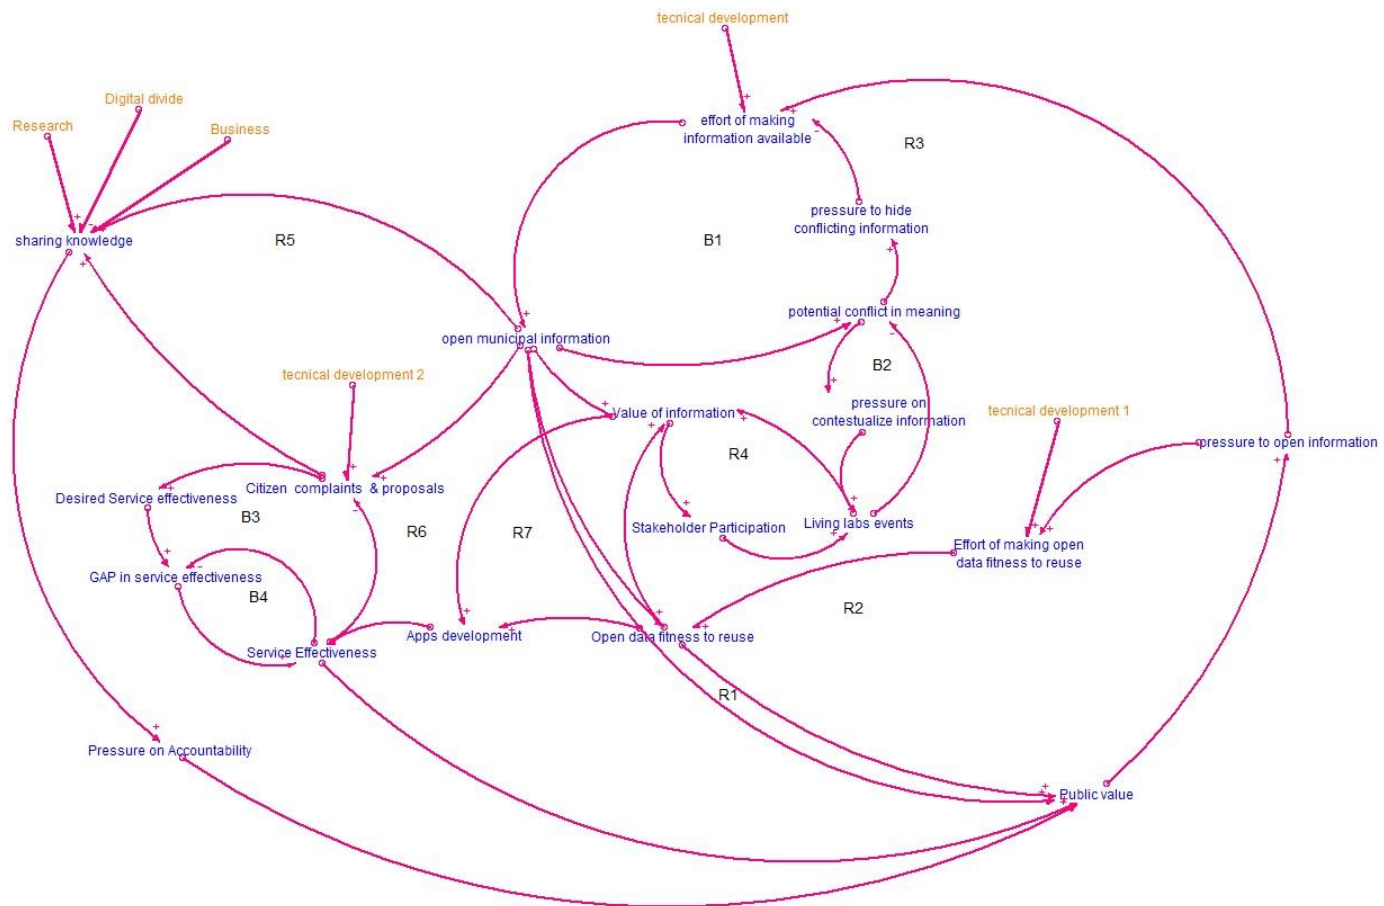 tecnical development
Digital divide
Research
Business
effort of making
information available
R3
pressure to hide
conflicting information
sharing knowledge
R5
B1
potential conflict in meaning
open municipal information
B2
tecnical development 2
pressure on
contestualize information
tecnical development 1
Value of information
R4
pressure to open information
Citizen complaints & proposals
Desired Service effectiveness
B3
R6
R7
Stakeholder Participation
Living labs events
Effort of making open
data fitness to reuse
GAP in service effectiveness
B4
R2
Apps development
Open data fitness to reuse
Service Effectiveness
R1
Pressure on Accountability
Public value